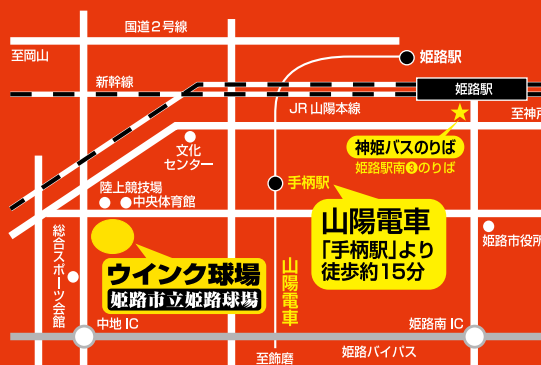 国道2号線
至岡山
姫路駅
新幹線
姫路駅
JR山陽本線
至神戸
文化
センター
神姫バスのりば
姫路駅南❸のりば
手柄駅
陸上競技場
中央体育館
山陽電車
「手柄駅」より
徒歩約15分
総合スポーツ会館
姫路市役所
ウインク球場
姫路市立姫路球場
山陽電車
中地IC
姫路南IC
姫路バイパス
至飾磨